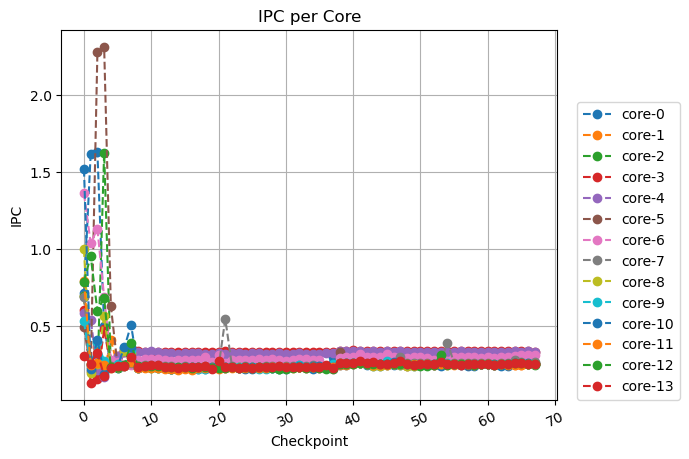 IPC per Core
IPC
2.0
1.5
1.0
0.5
0
10
20
30
40
50
60
70
Checkpoint
core-0
core-1
core-2
core-3
core-4
core-5
core-6
core-7
core-8
core-9
core-10
core-11
core-12
core-13